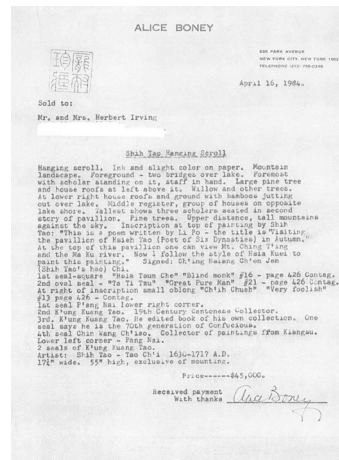 ALICE BONEY
NEW YORK CITY, NEW YORK
April 16, 1984.
Sold to:
Mr. and Mrs. Herbert Irving
Shih Tao Hanging Scroll
Hanging scroll. Ink and slight color on paper. Mountain
landscape. Foreground - two bridges over lake. Foremost
with scholar standing on it, staff in hand. Large pine tree
and house roofs at left above it. Willow and other trees.
At lower right house roofs and ground with bamboos jutting
out over lake. Middle register, group of houses on opposite
lake shore. Tallest shows three scholars seated in second
story of pavilion. Pine trees. Upper distance, tall mountains
against the sky. Inscription at top of painting by Shih
Tao: "This is a poem written by Li Po - the title is "Visiting
the pavillion of Hsieh Tao (Poet of Six Dynasties) in Autumn."
At the top of this pavilion one can view Mt. Ching T'ing
and the Ma Ku river. Now I follow the style of Hsia Kuei to
paint this painting." Signed: Ch'ing Hsiang Ch'en Jen
(Shih Tao's hao) Chi.
1st seal-square "Hsia Tsun Che" "Blind monk" #16 - page 426 Contag.
2nd oval seal - "Ta Ti Tzu" "Great Pure Man" #21 - page 426 Contag.
At right of inscription small oblong "Ch'ih Chueh" "Very foolish"
#13 page 426 - Contag.
1st seal P'ang Nai lower right corner.
2nd K'ung Kuang Tao. 19th Century Cantonese Collector.
3rd. K'ung Kuang Tao. He edited book of his own collection. One
seal says he is the 70th generation of Confucious.
4th seal Chin Wang Ch'iao. Collector of paintings from Kiangsu.
Lower left corner - Pang Nai.
2 seals of K'ung Kuang Tao.
Artist: Shih Tao - Tao Ch'i 1630-1717 A.D.
17¼" wide. 55" high, exclusive of mounting.
Price------$45,000.
Received payment
With thanks Alice Boney